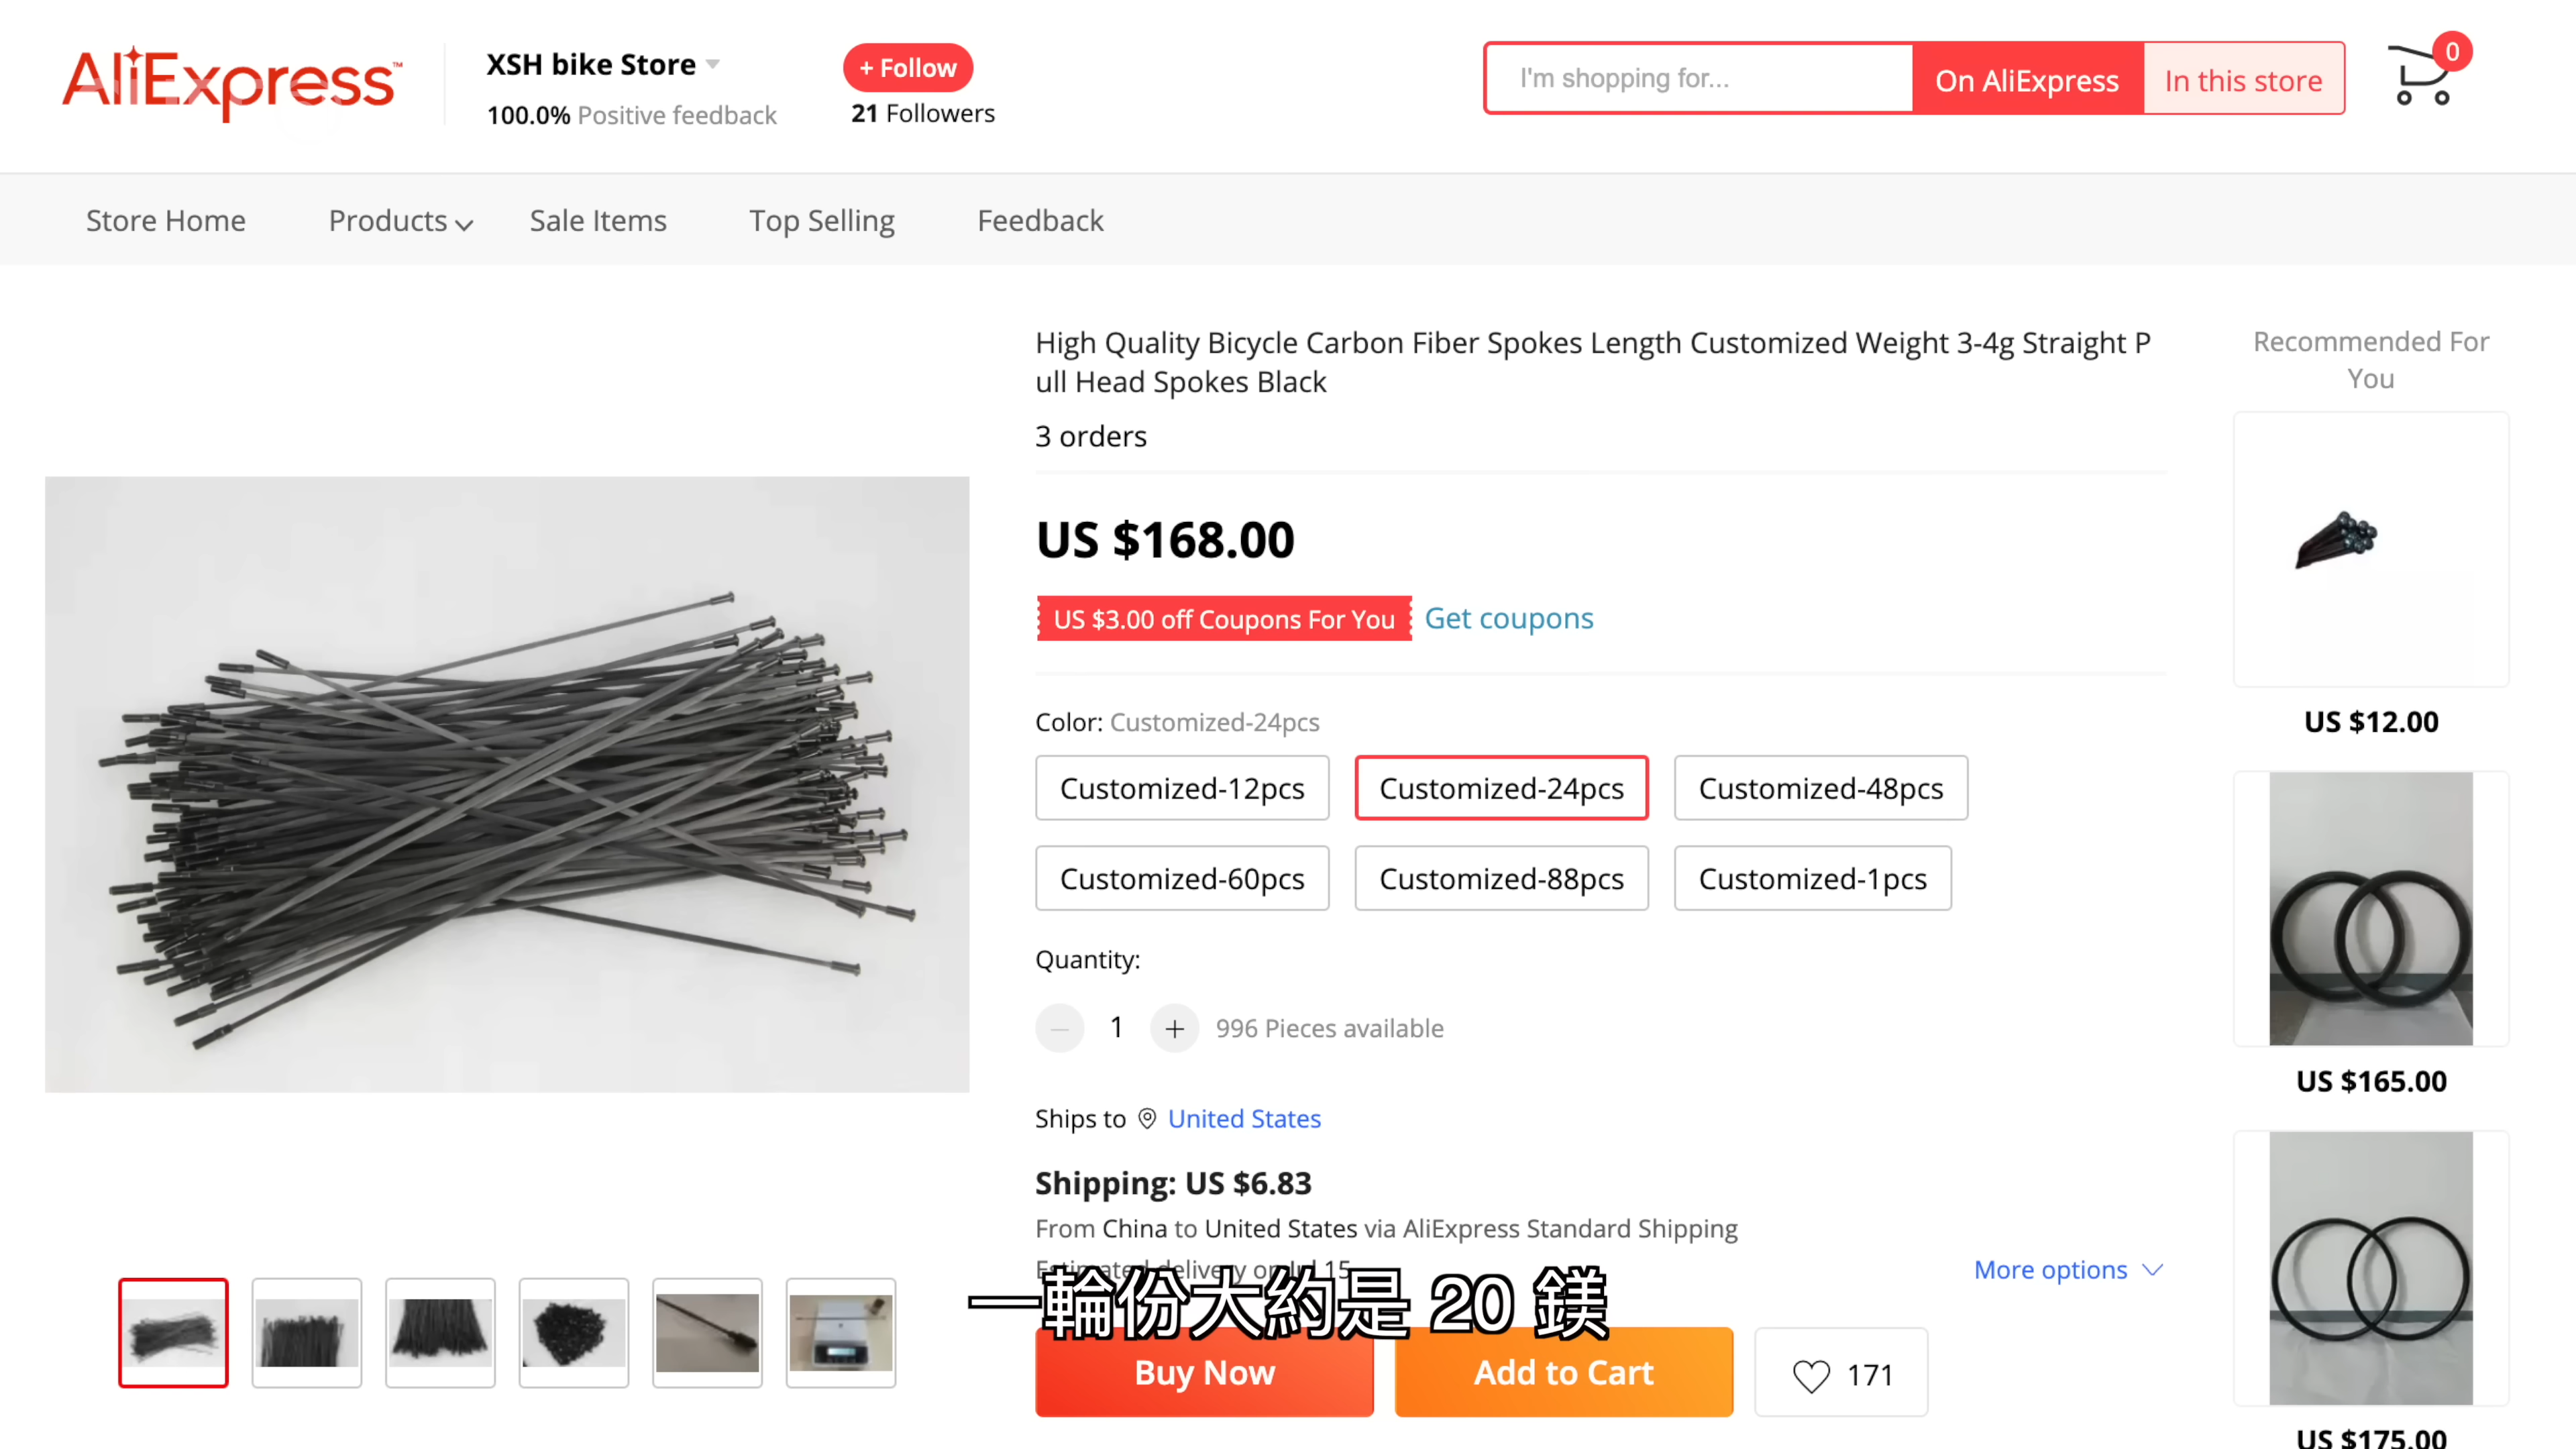 AliExpress™
XSH bike Store
100.0% Positive feedback
+ Follow
21 Followers
I'm shopping for...
On AliExpress
In this store
0
Store Home
Products
Sale Items
Top Selling
Feedback
High Quality Bicycle Carbon Fiber Spokes Length Customized Weight 3-4g Straight P
ull Head Spokes Black
3 orders
US $168.00
US $3.00 off Coupons For You
Get coupons
Color: Customized-24pcs
Customized-12pcs
Customized-24pcs
Customized-48pcs
Customized-60pcs
Customized-88pcs
Customized-1pcs
Quantity:
1
+
996 Pieces available
Ships to
United States
Shipping: US $6.83
From China to United States via AliExpress Standard Shipping
Estimated delivery on Jul 15
More options
一輪份大約是 20 鎂
Buy Now
Add to Cart
171
Recommended For
You
US $12.00
US $165.00
US $175.00